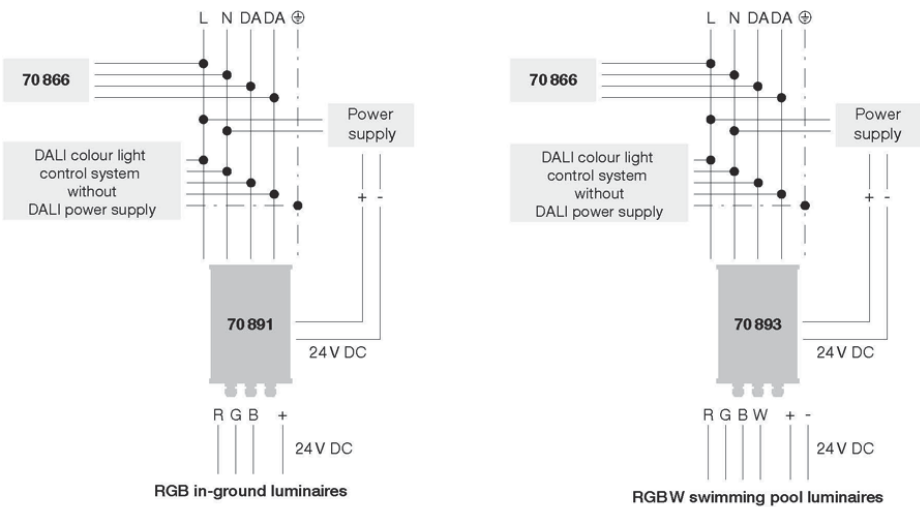 L N DA DA
70 866
Power
supply
DALI colour light
control system
without
DALI power supply
+ -
70 891
24 V DC
R G B +
24 V DC
RGB in-ground luminaires
L N DA DA
70 866
Power
supply
DALI colour light
control system
without
DALI power supply
+ -
70 893
24 V DC
R G B W + -
24 V DC
RGBW swimming pool luminaires